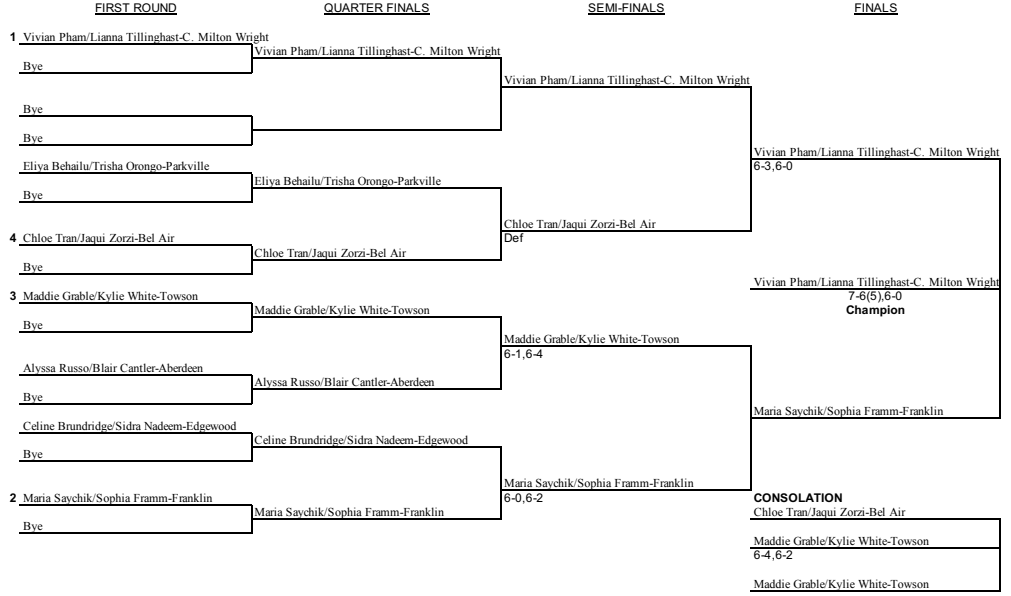 FIRST ROUND QUARTER FINALS SEMI-FINALS FINALS
1 Vivian Pham/Lianna Tillinghast-C. Milton Wright
Vivian Pham/Lianna Tillinghast-C. Milton Wright
Bye
Vivian Pham/Lianna Tillinghast-C. Milton Wright
Bye
Bye
Vivian Pham/Lianna Tillinghast-C. Milton Wright
6-3,6-0
Eliya Behailu/Trisha Orongo-Parkville
Eliya Behailu/Trisha Orongo-Parkville
Bye
Chloe Tran/Jaqui Zorzi-Bel Air
Def
4 Chloe Tran/Jaqui Zorzi-Bel Air
Chloe Tran/Jaqui Zorzi-Bel Air
Bye
Vivian Pham/Lianna Tillinghast-C. Milton Wright
7-6(5),6-0
Champion
3 Maddie Grable/Kylie White-Towson
Maddie Grable/Kylie White-Towson
Bye
Maddie Grable/Kylie White-Towson
6-1,6-4
Alyssa Russo/Blair Cantler-Aberdeen
Alyssa Russo/Blair Cantler-Aberdeen
Bye
Maria Saychik/Sophia Framm-Franklin
Celine Brundridge/Sidra Nadeem-Edgewood
Celine Brundridge/Sidra Nadeem-Edgewood
Bye
Maria Saychik/Sophia Framm-Franklin
6-0,6-2
2 Maria Saychik/Sophia Framm-Franklin
Maria Saychik/Sophia Framm-Franklin
Bye
CONSOLATION
Chloe Tran/Jaqui Zorzi-Bel Air
Maddie Grable/Kylie White-Towson
6-4,6-2
Maddie Grable/Kylie White-Towson